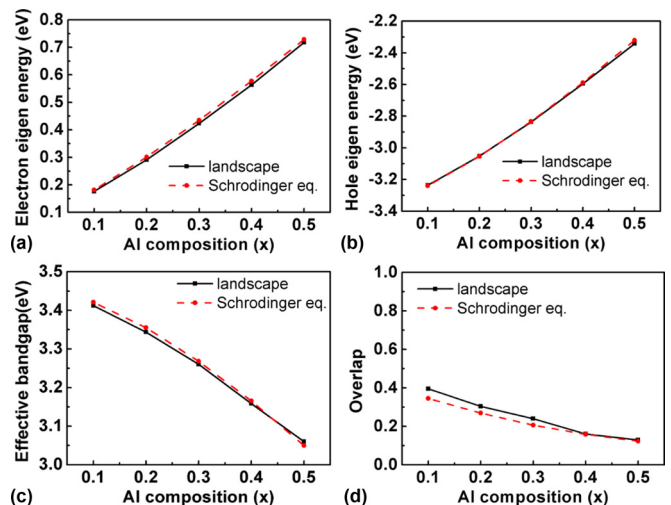 0.8
0.7
0.6
0.5
0.4
0.3
0.2
0.1
Electron eigen energy (eV)
landscape
Schrodinger eq.
0.1 0.2 0.3 0.4 0.5
Al composition (x)
(a)
-2.2
-2.4
-2.6
-2.8
-3.0
-3.2
-3.4
Hole eigen energy (eV)
landscape
Schrodinger eq.
0.1 0.2 0.3 0.4 0.5
Al composition (x)
(b)
3.5
3.4
3.3
3.2
3.1
3.0
Effective bandgap(eV)
landscape
Schrodinger eq.
0.1 0.2 0.3 0.4 0.5
Al composition (x)
(c)
1.0
0.8
0.6
0.4
0.2
0.0
Overlap
landscape
Schrodinger eq.
0.1 0.2 0.3 0.4 0.5
Al composition (x)
(d)